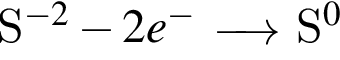 S⁻² − 2e⁻ ⟶ S⁰